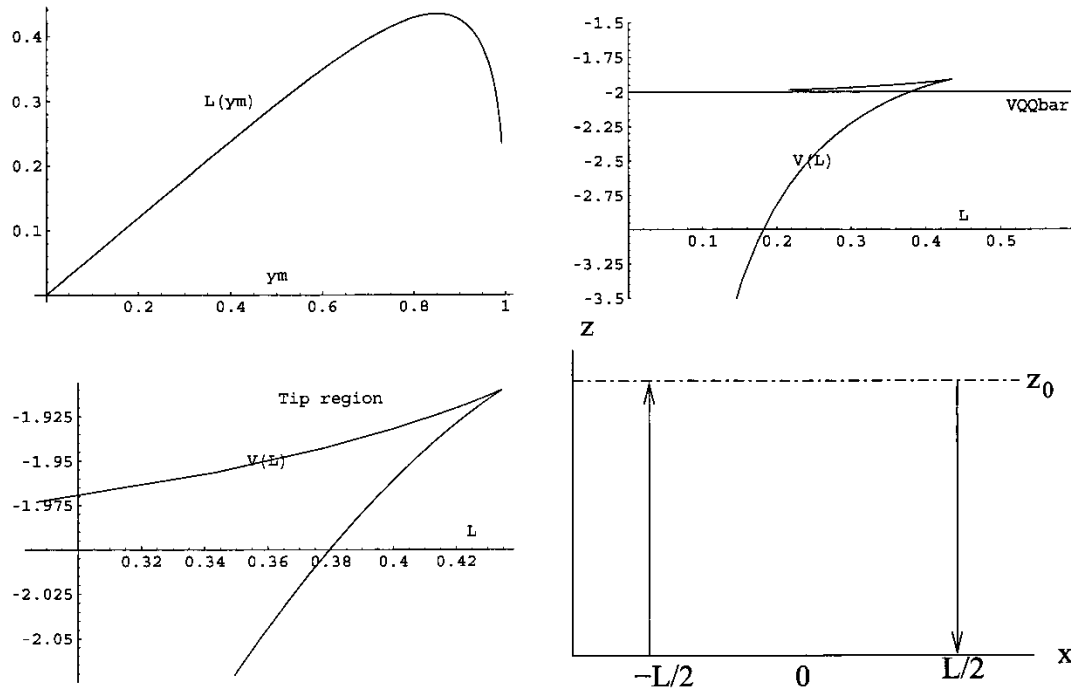 0.4
0.3
0.2
0.1
L(ym)
ym
0.2 0.4 0.6 0.8 1
-1.5
-1.75
-2
-2.25
-2.5
-2.75
-3
-3.25
-3.5
VQQbar
V(L)
L
0.1 0.2 0.3 0.4 0.5
Tip region
-1.925
-1.95
-1.975
V(L)
L
0.32 0.34 0.36 0.38 0.4 0.42
-2.025
-2.05
z
z0
x
−L/2 0 L/2